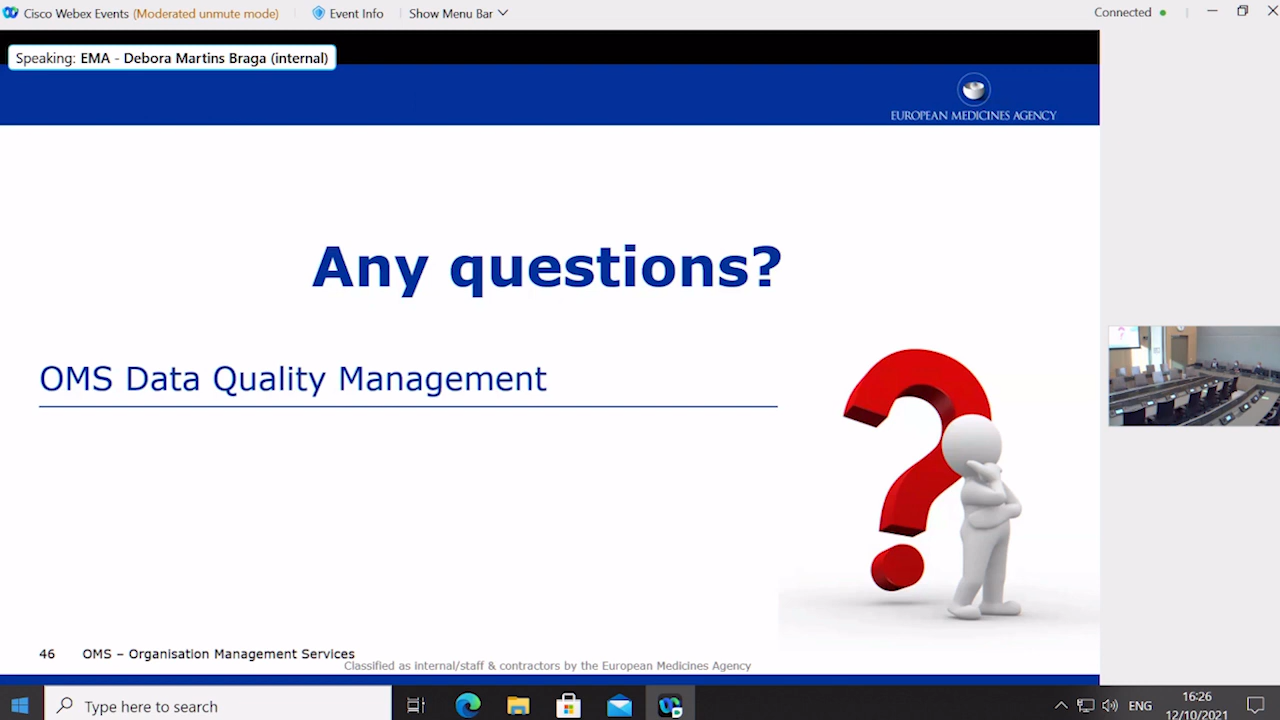 Cisco Webex Events (Moderated unmute mode)
Event Info
Show Menu Bar
Connected
Speaking: EMA - Debora Martins Braga (internal)
EUROPEAN MEDICINES AGENCY
Any questions?
OMS Data Quality Management
46 OMS – Organisation Management Services
Classified as internal/staff & contractors by the European Medicines Agency
Type here to search
ENG
16:26
12/10/2021